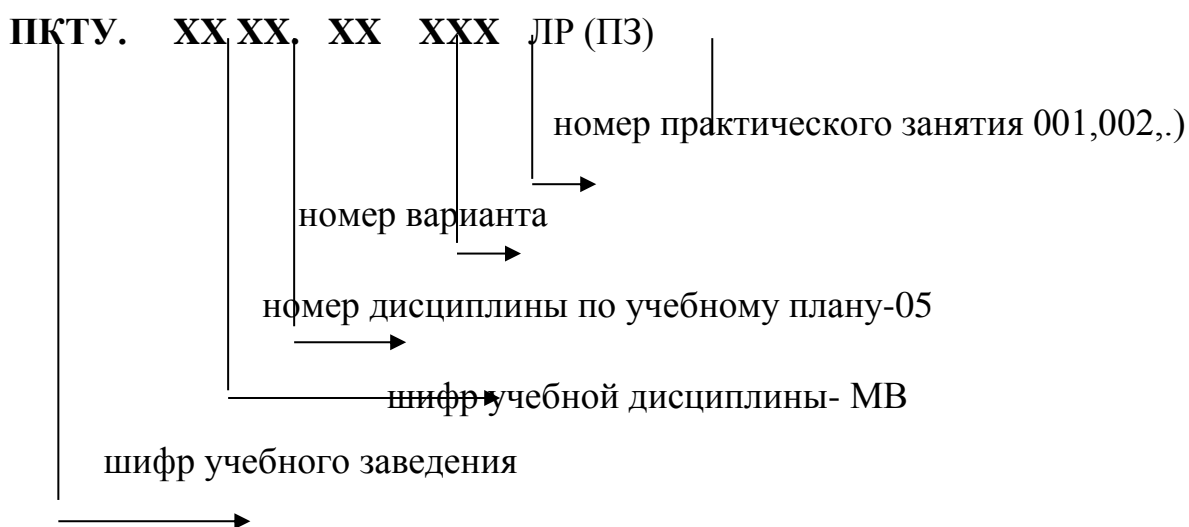 ПКТУ. ХХ ХХ. ХХ ХХХ ЛР (ПЗ)
номер практического занятия 001,002,.)
номер варианта
номер дисциплины по учебному плану-05
шифр учебной дисциплины- МВ
шифр учебного заведения